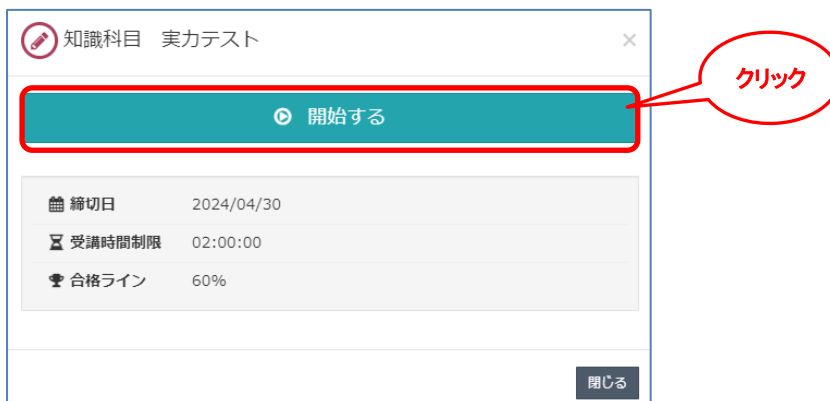 知識科目　実力テスト
×
クリック
開始する
締切日 2024/04/30
受講時間制限 02:00:00
合格ライン 60%
閉じる